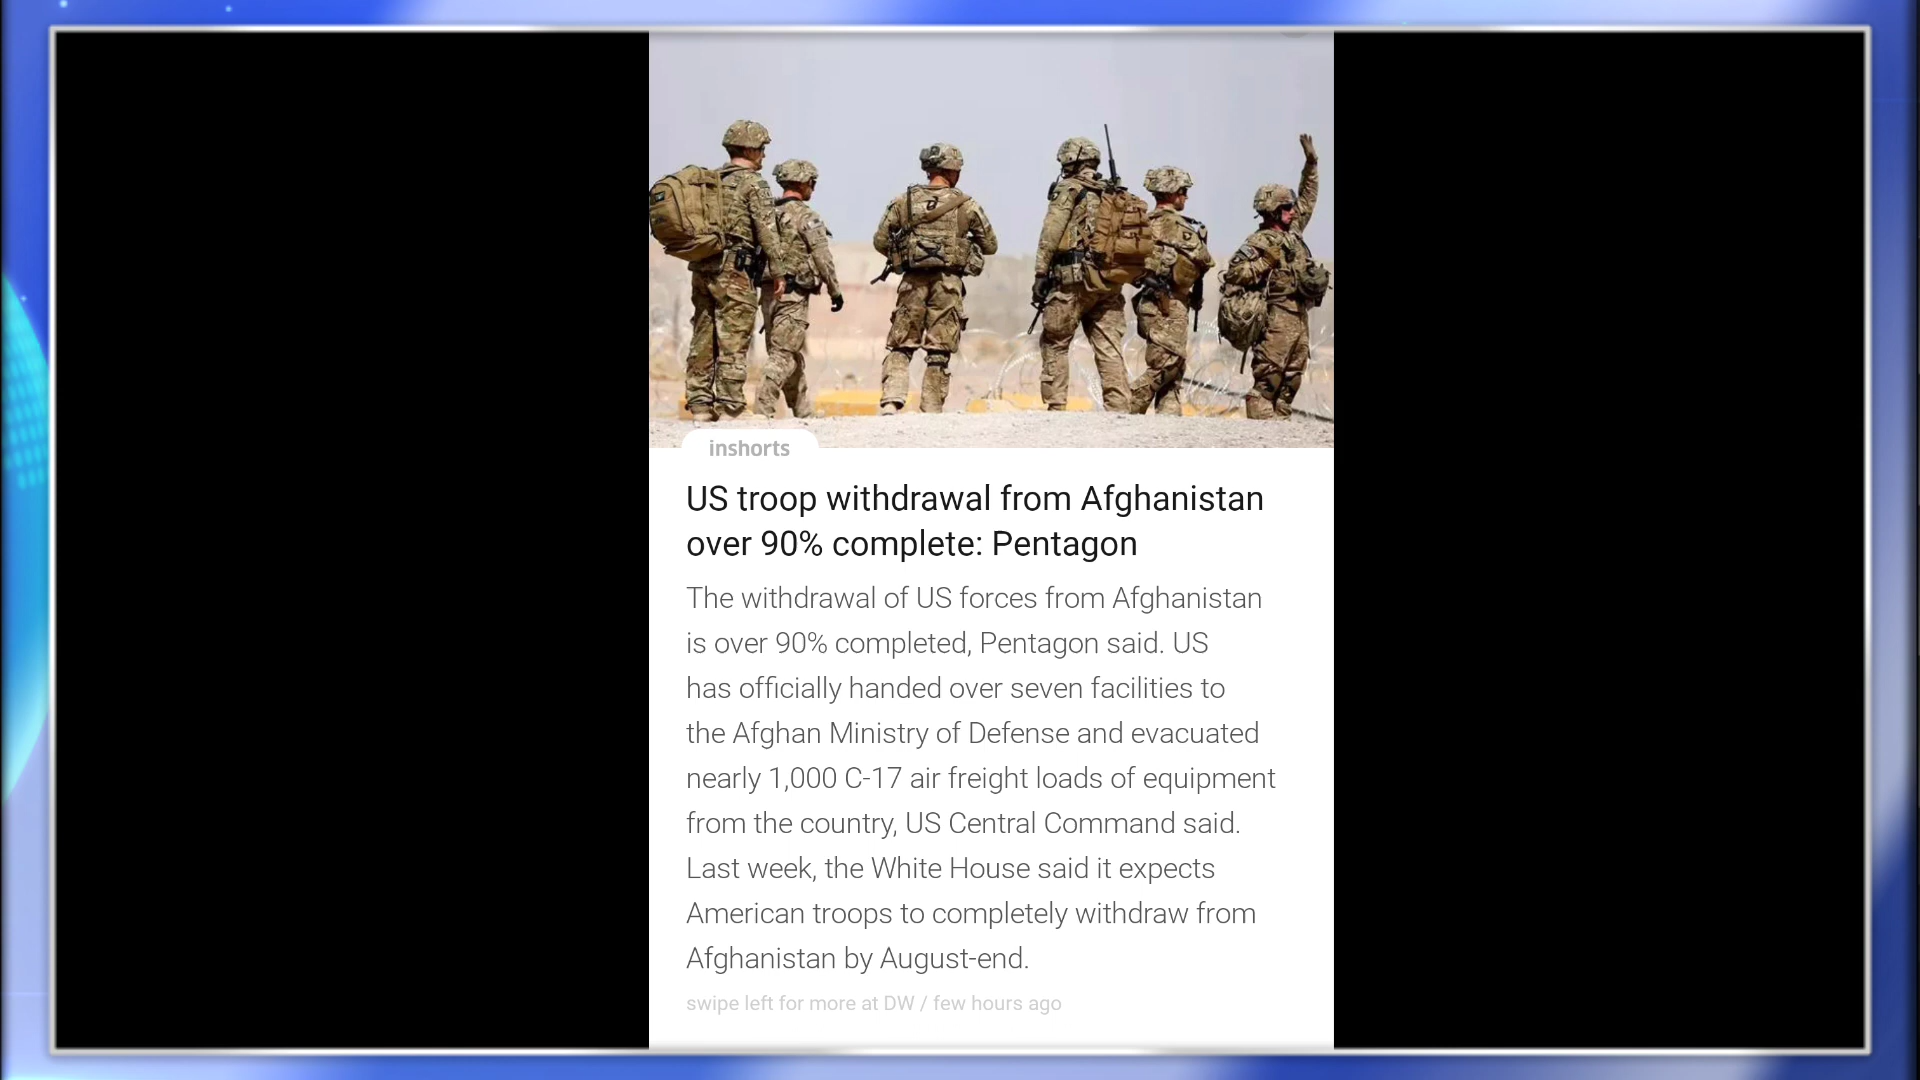 inshorts
US troop withdrawal from Afghanistan
over 90% complete: Pentagon
The withdrawal of US forces from Afghanistan
is over 90% completed, Pentagon said. US
has officially handed over seven facilities to
the Afghan Ministry of Defense and evacuated
nearly 1,000 C-17 air freight loads of equipment
from the country, US Central Command said.
Last week, the White House said it expects
American troops to completely withdraw from
Afghanistan by August-end.
swipe left for more at DW / few hours ago